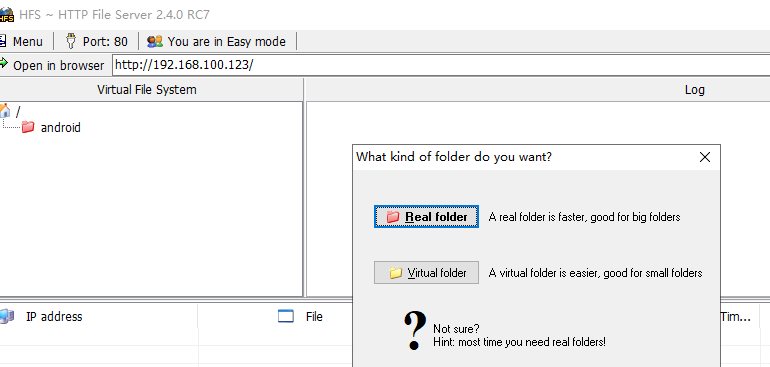 HFS ~ HTTP File Server 2.4.0 RC7
Menu Port: 80 You are in Easy mode
Open in browser http://192.168.100.123/
Virtual File System Log
/
android
What kind of folder do you want?
Real folder A real folder is faster, good for big folders
Virtual folder A virtual folder is easier, good for small folders
? Not sure?
Hint: most time you need real folders!
IP address File Tim...